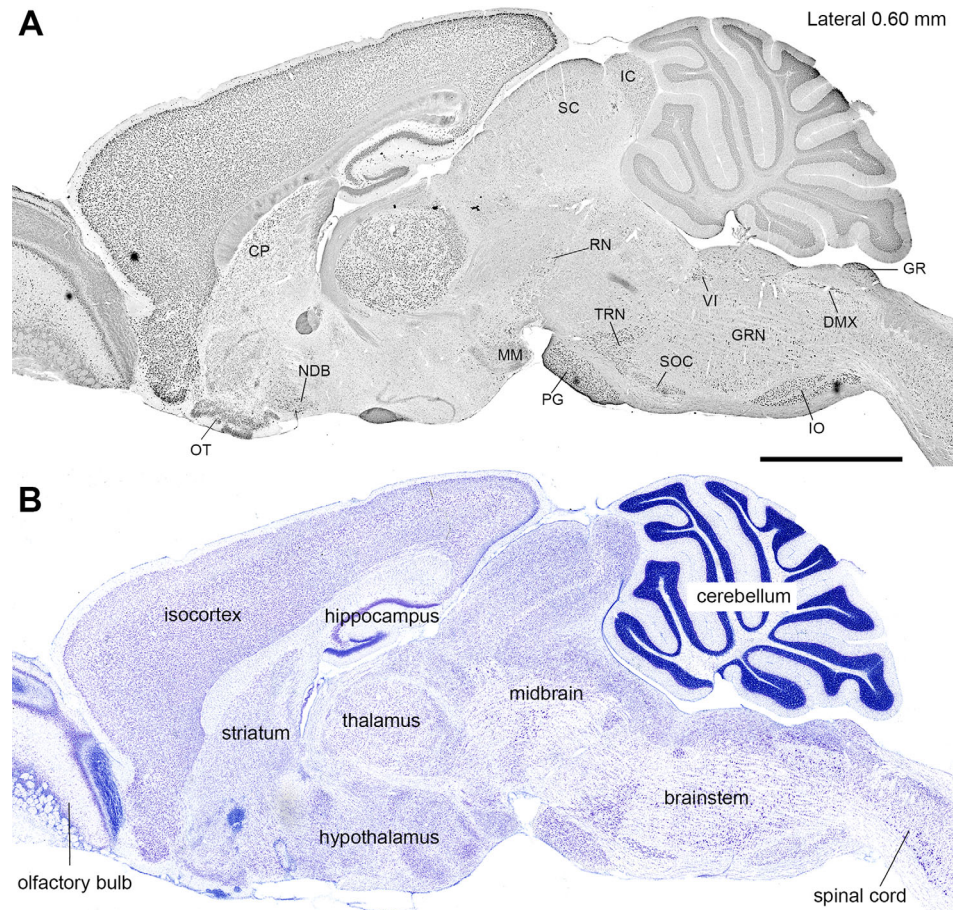 A
Lateral 0.60 mm
IC
SC
CP
RN
GR
VI
DMX
TRN
GRN
MM
SOC
NDB
PG
IO
OT
B
isocortex
hippocampus
cerebellum
midbrain
thalamus
striatum
brainstem
hypothalamus
olfactory bulb
spinal cord